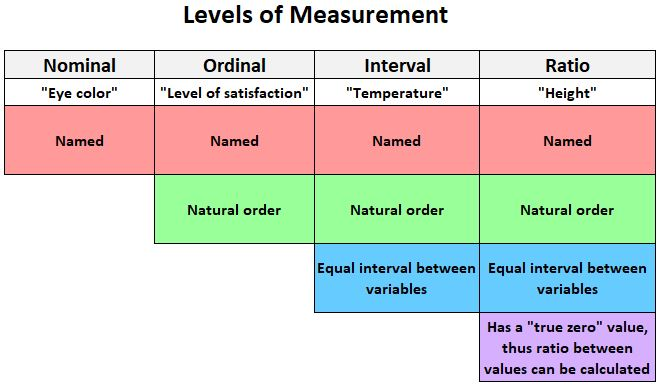 Levels of Measurement
Nominal Ordinal Interval Ratio
"Eye color" "Level of satisfaction" "Temperature" "Height"
Named Named Named Named
Natural order Natural order Natural order
Equal interval between Equal interval between
variables variables
Has a "true zero" value,
thus ratio between
values can be calculated